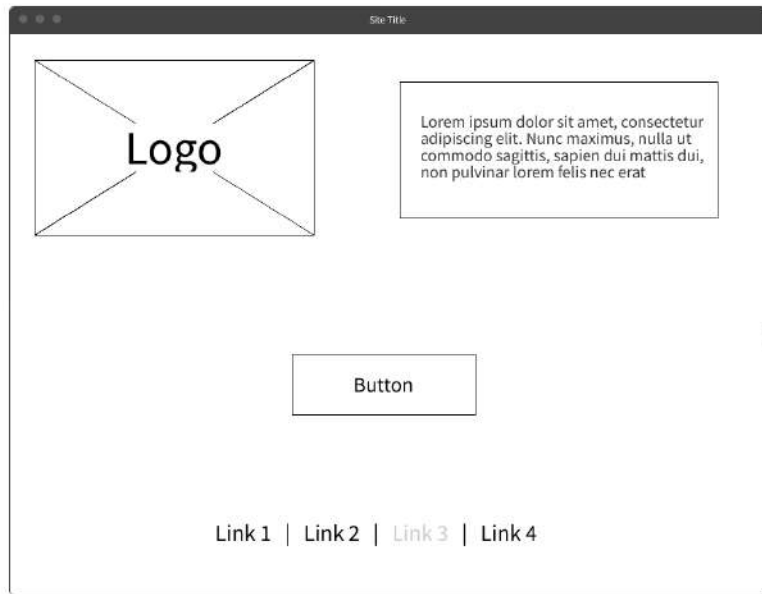 Site Title
Logo
Lorem ipsum dolor sit amet, consectetur
adipiscing elit. Nunc maximus, nulla ut
commodo sagittis, sapien dui mattis dui,
non pulvinar lorem felis nec erat
Button
Link 1 | Link 2 | Link 3 | Link 4